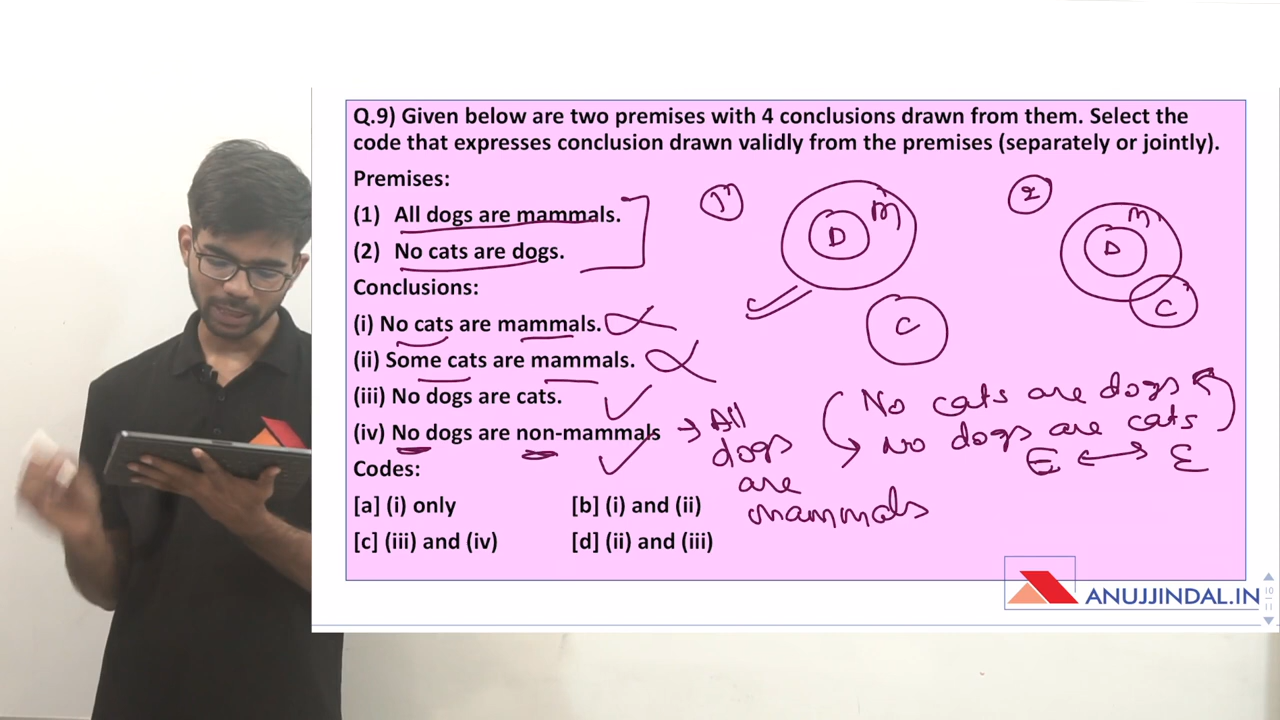 Q.9) Given below are two premises with 4 conclusions drawn from them. Select the
code that expresses conclusion drawn validly from the premises (separately or jointly).
Premises:
(1) All dogs are mammals.
(2) No cats are dogs.
Conclusions:
(i) No cats are mammals.
(ii) Some cats are mammals.
(iii) No dogs are cats.
(iv) No dogs are non-mammals
Codes:
[a] (i) only [b] (i) and (ii)
[c] (iii) and (iv) [d] (ii) and (iii)
D m
C
2
m
D
C
All
dogs
are
mammals
No cats are dogs
No dogs are cats
E E
ANUJJINDAL.IN
10
11